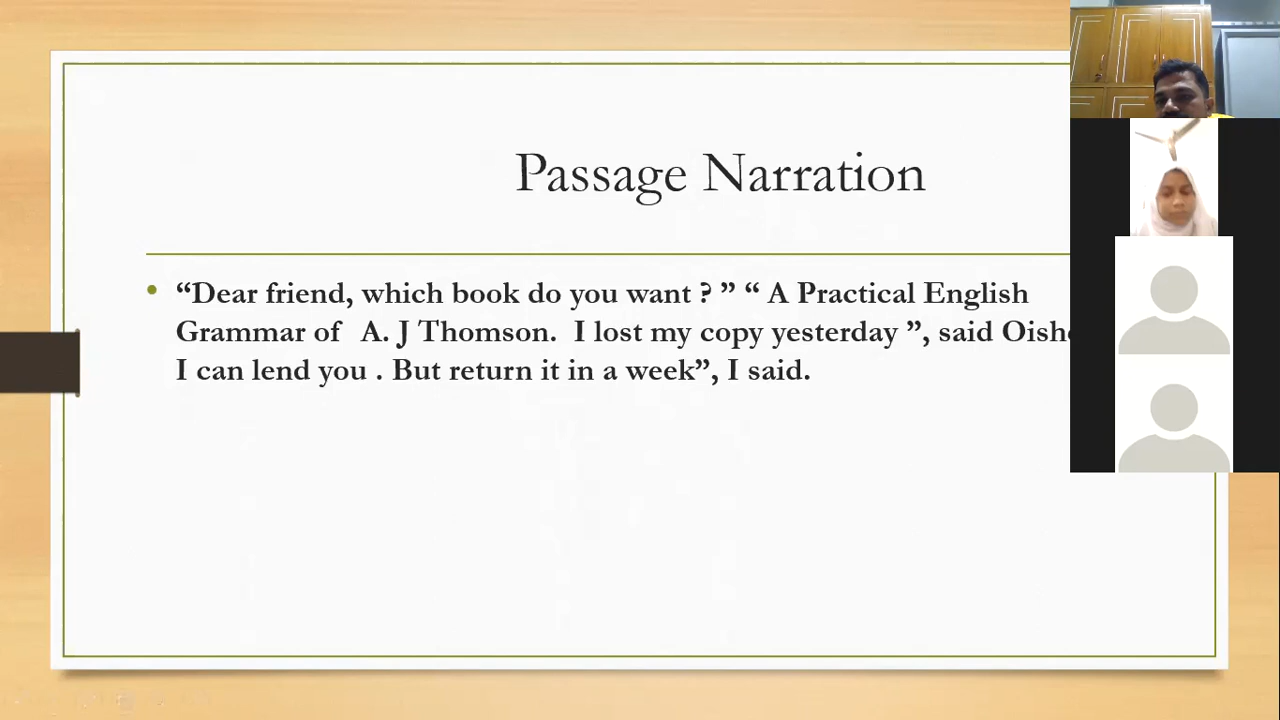 Passage Narration
“Dear friend, which book do you want ? ” “ A Practical English
Grammar of A. J Thomson. I lost my copy yesterday ”, said
I can lend you . But return it in a week”, I said.